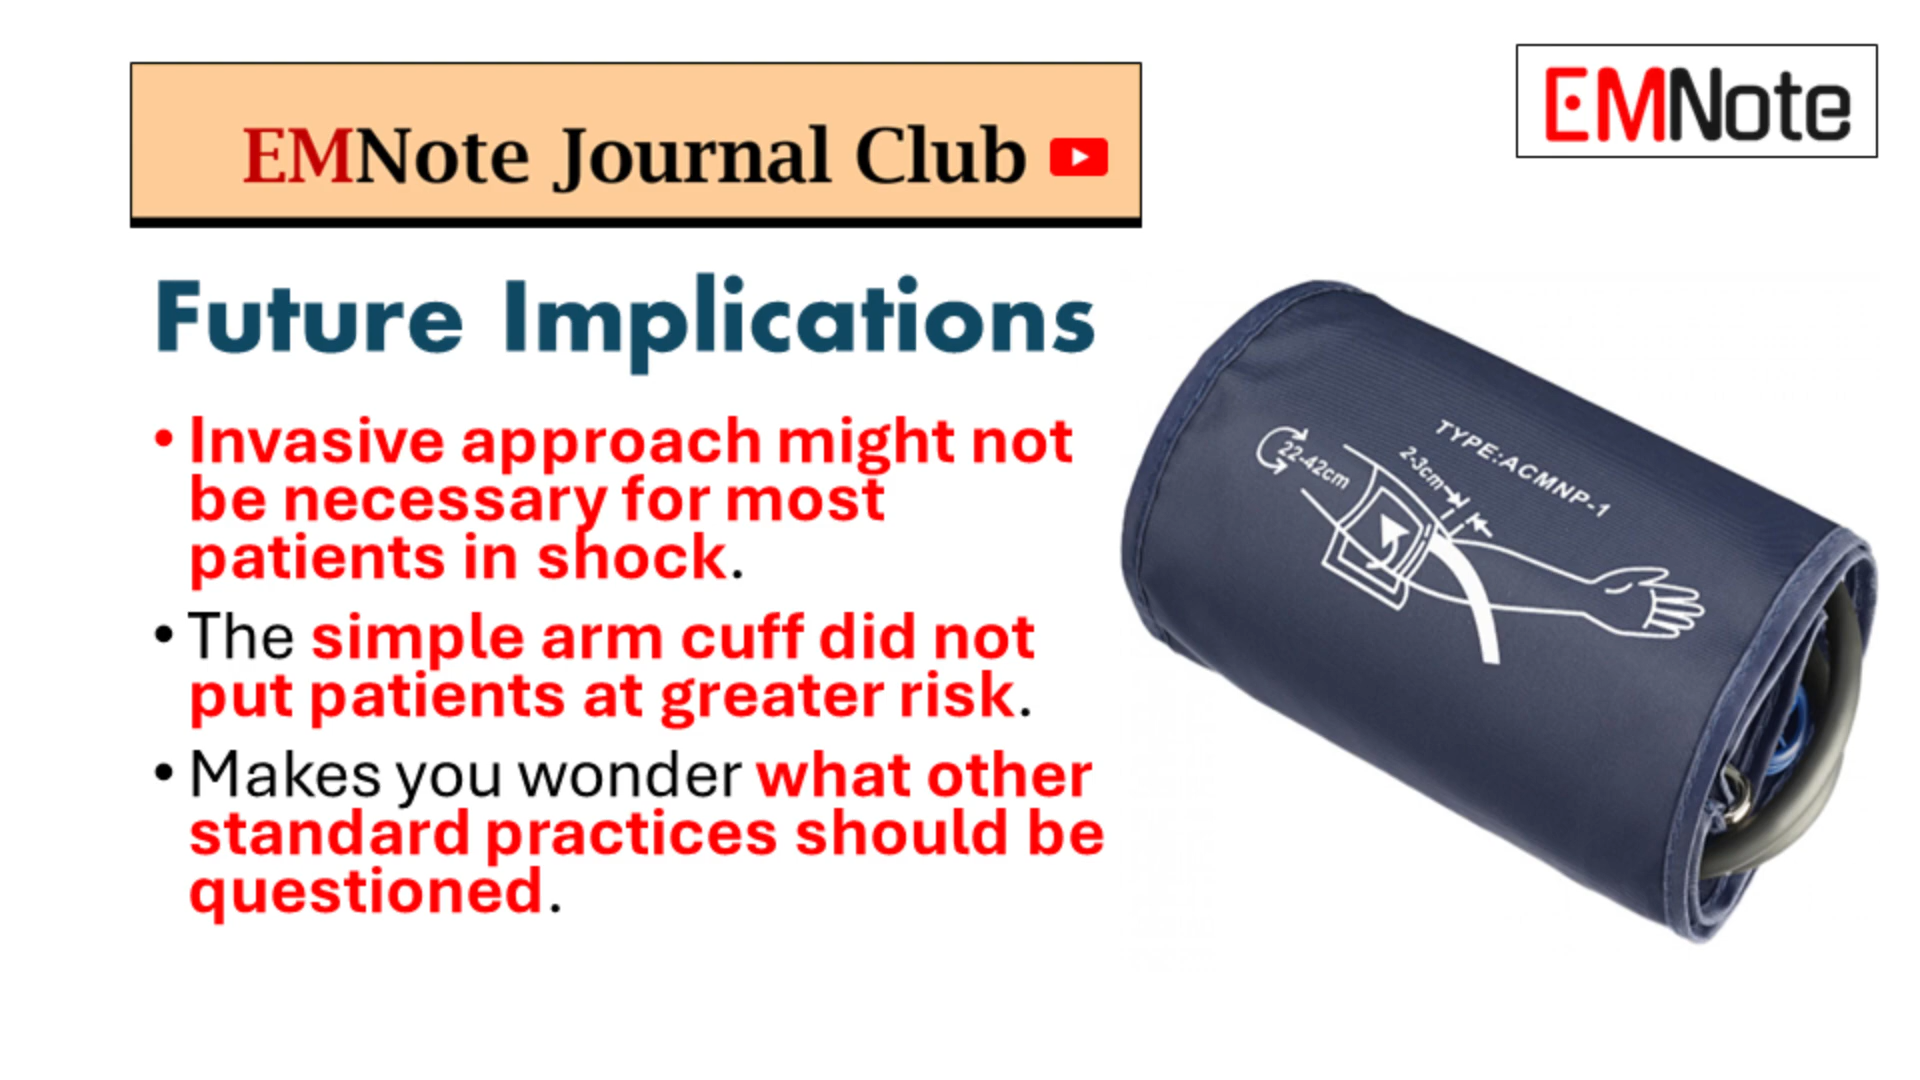 EMNote Journal Club
EMNote
Future Implications
• Invasive approach might not
be necessary for most
patients in shock.
• The simple arm cuff did not
put patients at greater risk.
• Makes you wonder what other
standard practices should be
questioned.
TYPE:ACMNP-1
2-3cm
22-42cm